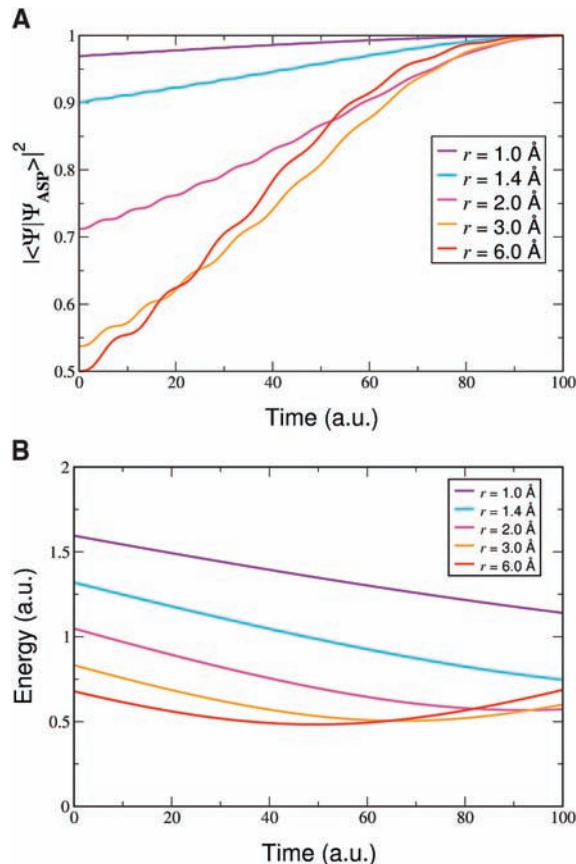 A
1
0.9
0.8
0.7
0.6
0.5
|<Ψ|Ψ_ASP>|²
r = 1.0 Å
r = 1.4 Å
r = 2.0 Å
r = 3.0 Å
r = 6.0 Å
0 20 40 60 80 100
Time (a.u.)
B
2
1.5
1
0.5
0
Energy (a.u.)
r = 1.0 Å
r = 1.4 Å
r = 2.0 Å
r = 3.0 Å
r = 6.0 Å
0 20 40 60 80 100
Time (a.u.)